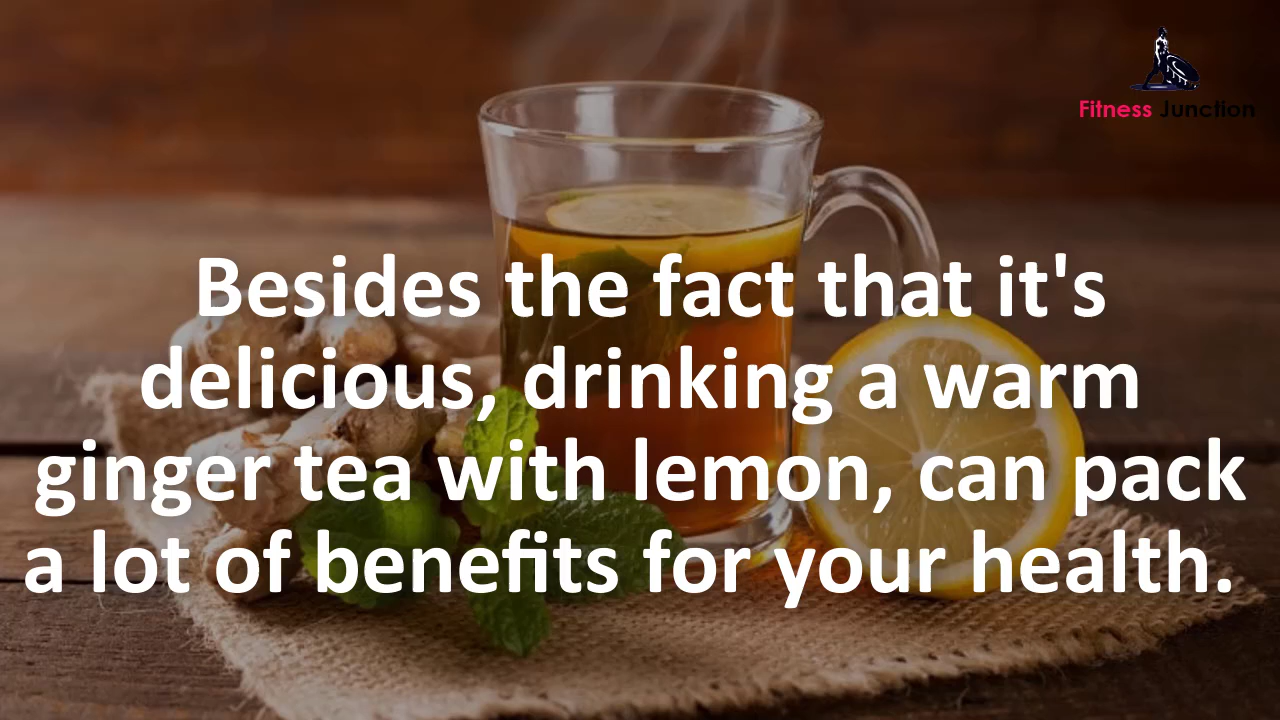 Fitness Junction
Besides the fact that it's
delicious, drinking a warm
ginger tea with lemon, can pack
a lot of benefits for your health.